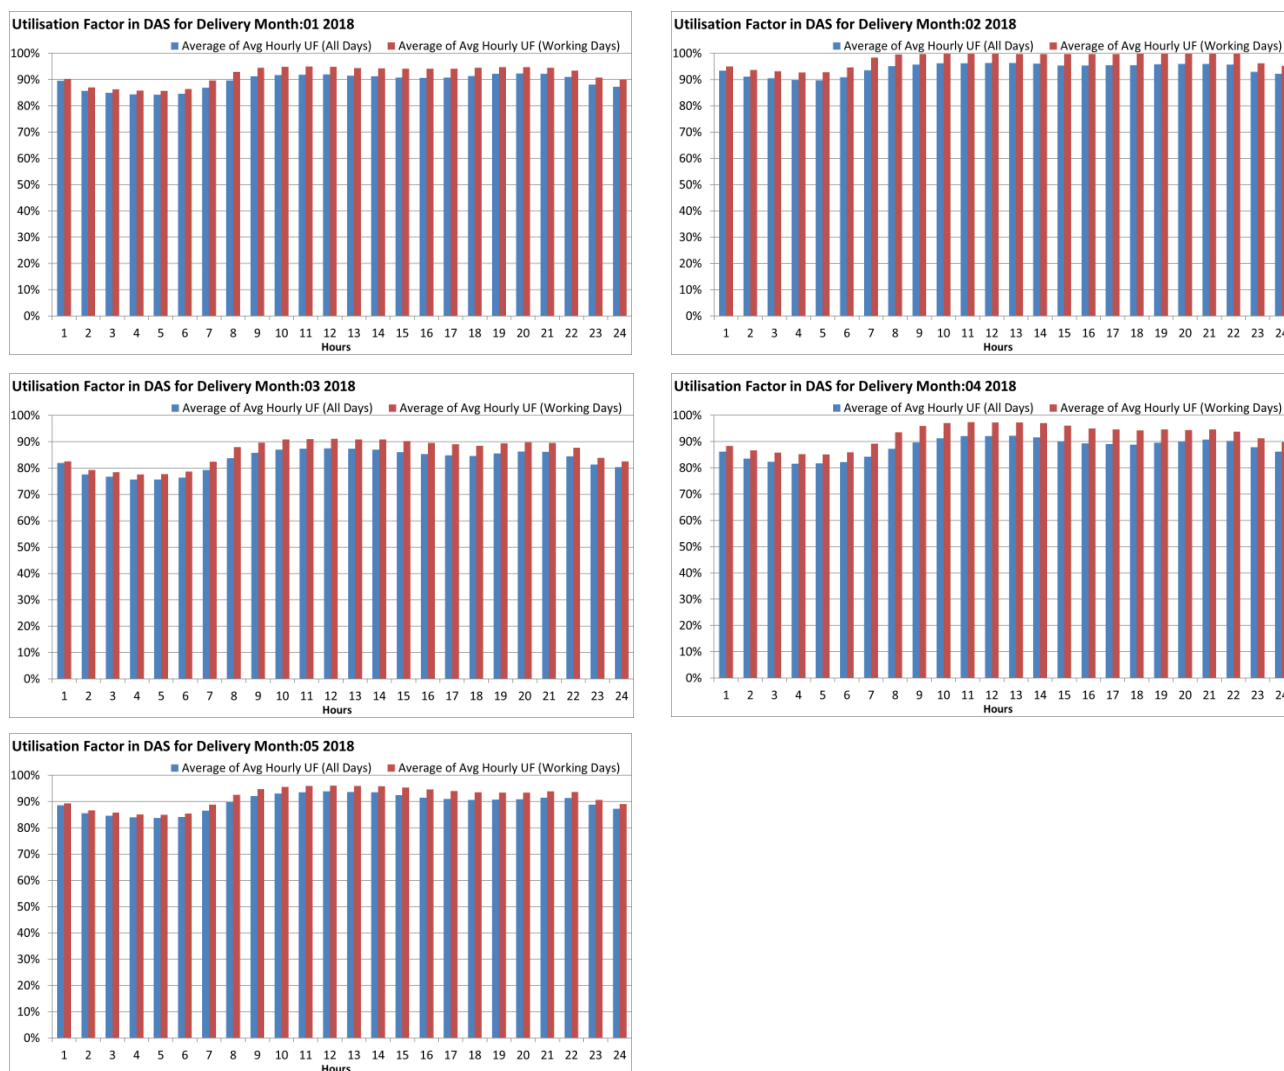 Utilisation Factor in DAS for Delivery Month:01 2018
Average of Avg Hourly UF (All Days) Average of Avg Hourly UF (Working Days)
100%
90%
80%
70%
60%
50%
40%
30%
20%
10%
0%
1 2 3 4 5 6 7 8 9 10 11 12 13 14 15 16 17 18 19 20 21 22 23 24
Hours
Utilisation Factor in DAS for Delivery Month:02 2018
Average of Avg Hourly UF (All Days) Average of Avg Hourly UF (Working Days)
100%
90%
80%
70%
60%
50%
40%
30%
20%
10%
0%
1 2 3 4 5 6 7 8 9 10 11 12 13 14 15 16 17 18 19 20 21 22 23 24
Hours
Utilisation Factor in DAS for Delivery Month:03 2018
Average of Avg Hourly UF (All Days) Average of Avg Hourly UF (Working Days)
100%
90%
80%
70%
60%
50%
40%
30%
20%
10%
0%
1 2 3 4 5 6 7 8 9 10 11 12 13 14 15 16 17 18 19 20 21 22 23 24
Hours
Utilisation Factor in DAS for Delivery Month:04 2018
Average of Avg Hourly UF (All Days) Average of Avg Hourly UF (Working Days)
100%
90%
80%
70%
60%
50%
40%
30%
20%
10%
0%
1 2 3 4 5 6 7 8 9 10 11 12 13 14 15 16 17 18 19 20 21 22 23 24
Hours
Utilisation Factor in DAS for Delivery Month:05 2018
Average of Avg Hourly UF (All Days) Average of Avg Hourly UF (Working Days)
100%
90%
80%
70%
60%
50%
40%
30%
20%
10%
0%
1 2 3 4 5 6 7 8 9 10 11 12 13 14 15 16 17 18 19 20 21 22 23 24
Hours